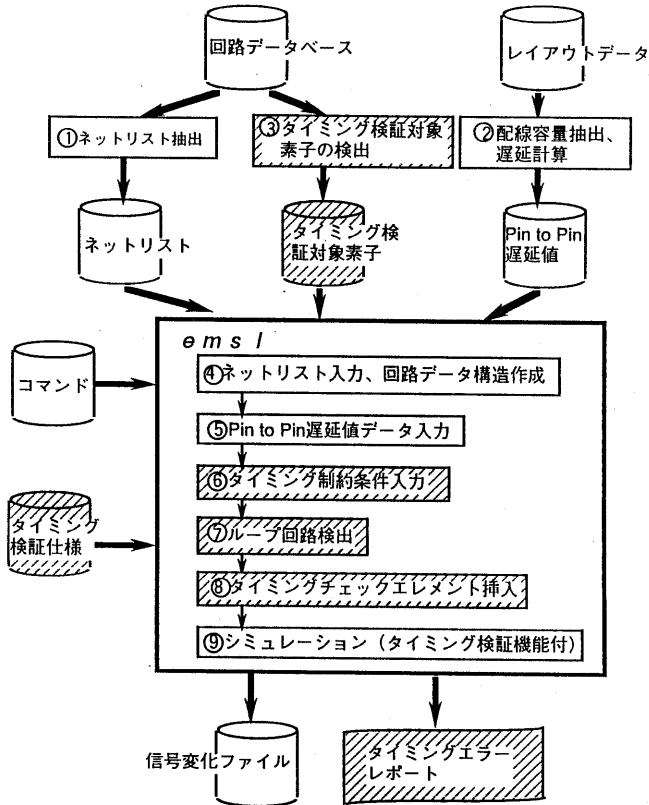 回路データベース
レイアウトデータ
①ネットリスト抽出
③タイミング検証対象
素子の検出
②配線容量抽出、
遅延計算
ネットリスト
タイミング検
証対象素子
Pin to Pin
遅延値
emsl
コマンド
④ネットリスト入力、回路データ構造作成
⑤Pin to Pin遅延値データ入力
⑥タイミング制約条件入力
タイミング
検証仕様
⑦ループ回路検出
⑧タイミングチェックエレメント挿入
⑨シミュレーション（タイミング検証機能付）
信号変化ファイル
タイミングエラー
レポート